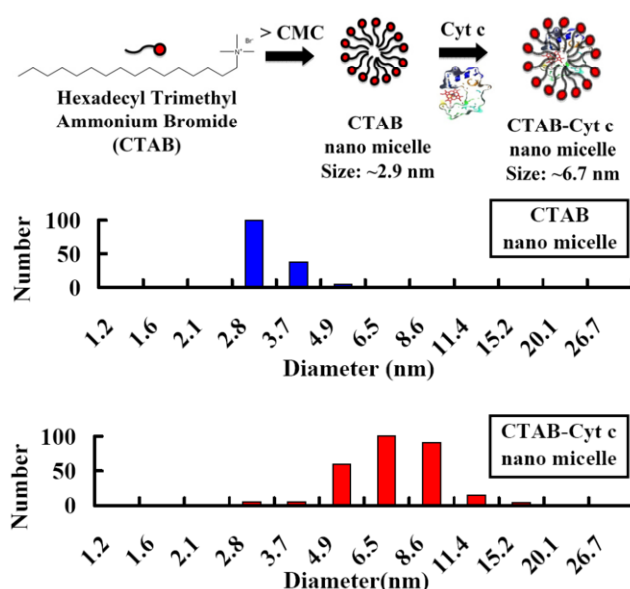 > CMC
Cyt c
N+
Br-
Hexadecyl Trimethyl
Ammonium Bromide
(CTAB)
CTAB
nano micelle
Size: ~2.9 nm
CTAB-Cyt c
nano micelle
Size: ~6.7 nm
Number
100
50
0
CTAB
nano micelle
1.2 1.6 2.1 2.8 3.7 4.9 6.5 8.6 11.4 15.2 20.1 26.7
Diameter (nm)
Number
100
50
0
CTAB-Cyt c
nano micelle
1.2 1.6 2.1 2.8 3.7 4.9 6.5 8.6 11.4 15.2 20.1 26.7
Diameter(nm)